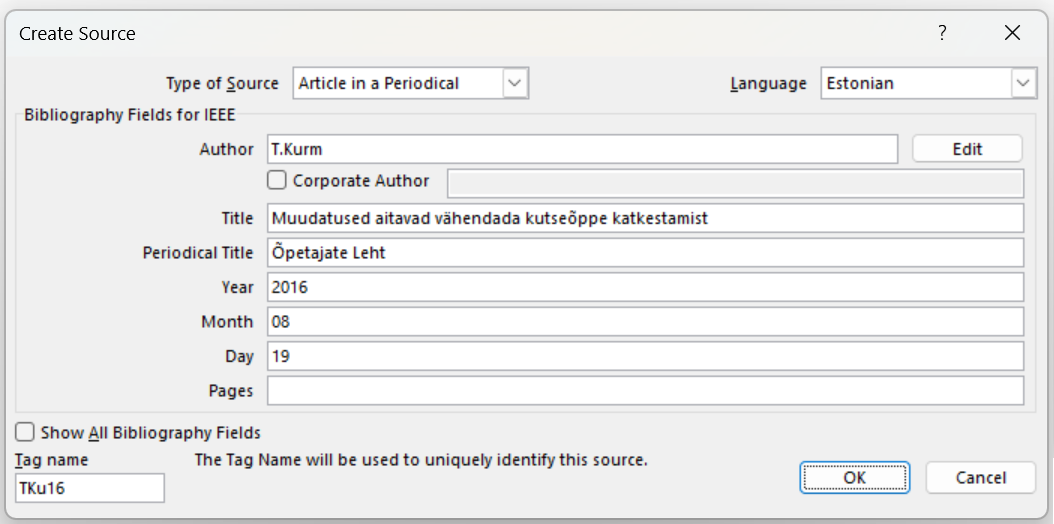 Create Source ?
Type of Source Article in a Periodical Language Estonian
Bibliography Fields for IEEE
Author T.Kurm Edit
Corporate Author
Title Muudatused aitavad vähendada kutseõppe katkestamist
Periodical Title Õpetajate Leht
Year 2016
Month 08
Day 19
Pages
Show All Bibliography Fields
Tag name The Tag Name will be used to uniquely identify this source.
TKu16 OK Cancel